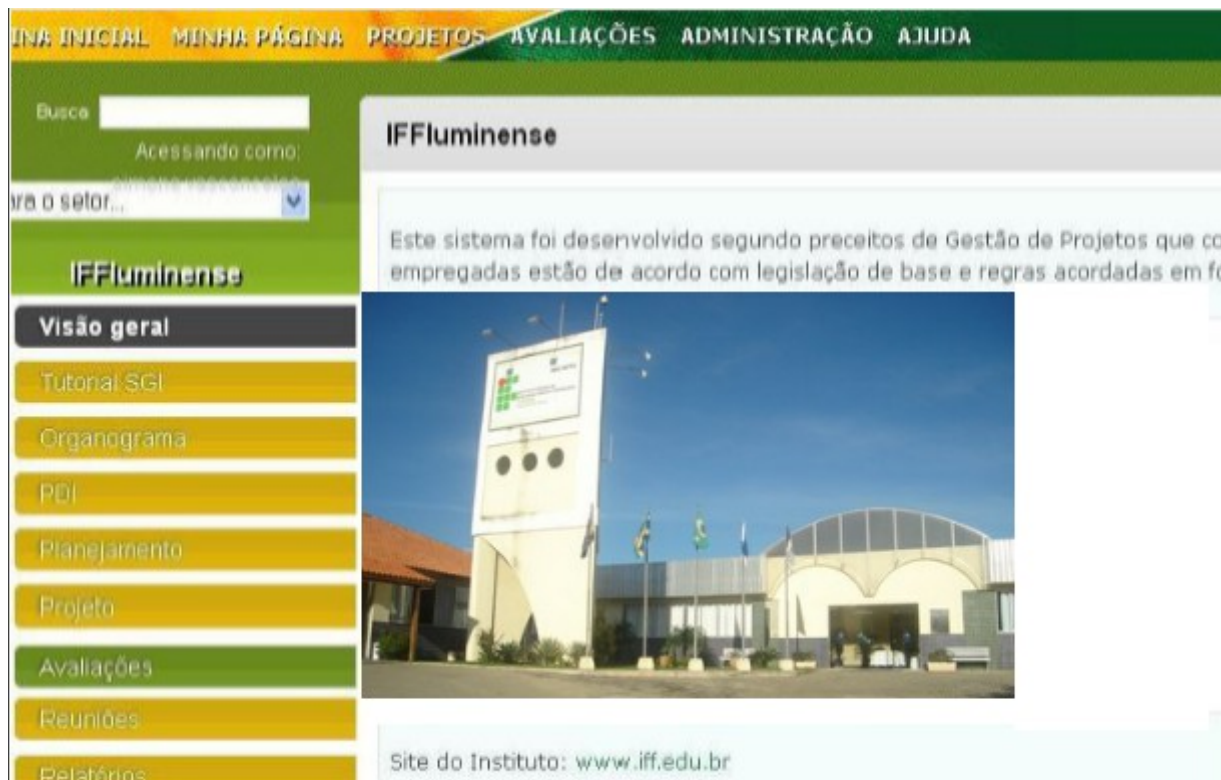 INA INICIAL MINHA PÁGINA PROJETOS AVALIAÇÕES ADMINISTRAÇÃO AJUDA
Busca
Acessando como:
ara o setor...
IFFluminense
Visão geral
Tutorial SGI
Organograma
PDI
Planejamento
Projeto
Avaliações
Reuniões
Relatórios
IFFluminense
Este sistema foi desenvolvido segundo preceitos de Gestão de Projetos que co
empregadas estão de acordo com legislação de base e regras acordadas em fo
Site do Instituto: www.iff.edu.br